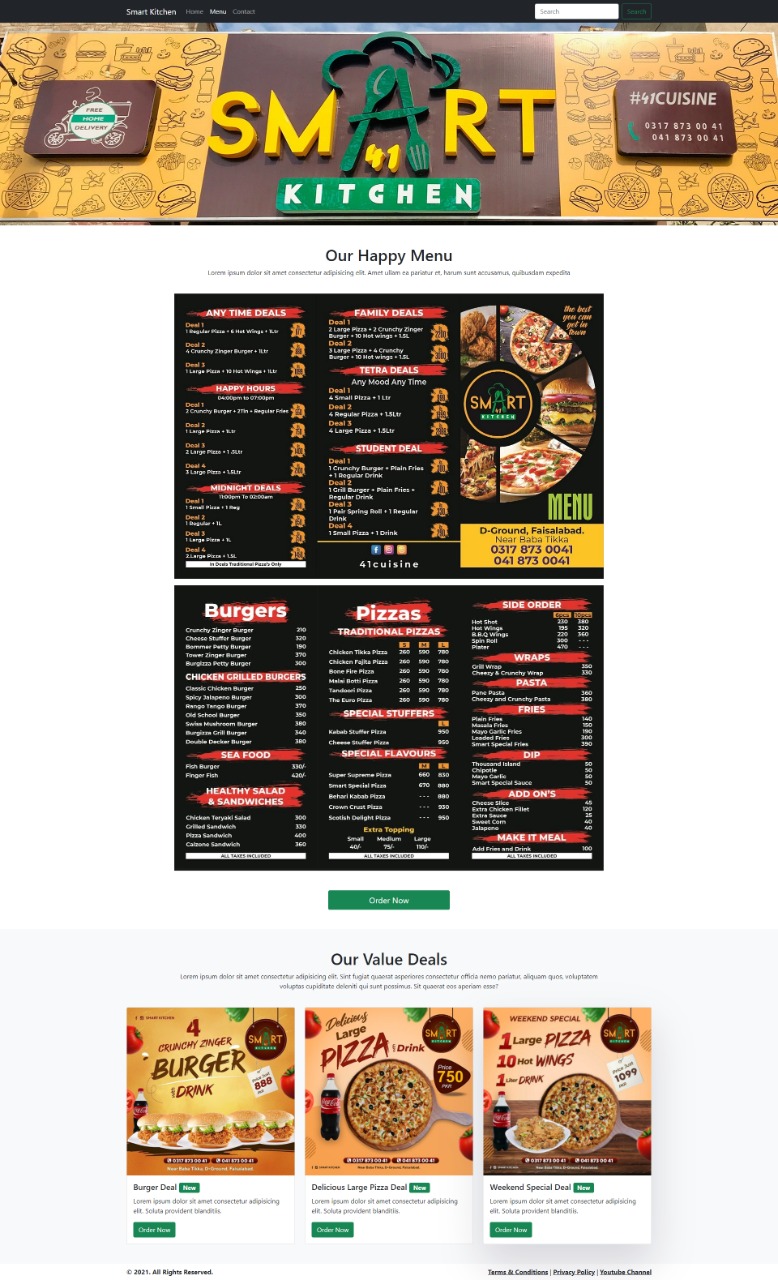 Smart Kitchen Home Menu Contact Search Search
FREE
HOME
DELIVERY
SMART
41
KITCHEN
#41CUISINE
0317 873 00 41
041 873 00 41
Our Happy Menu
Lorem ipsum dolor sit amet consectetur adipisicing elit. Amet ullam ea pariatur et, harum sunt accusamus, quibusdam expedita
ANY TIME DEALS
Deal 1
1 Regular Pizza + 6 Hot Wings + 1Ltr
Deal 2
4 Crunchy Zinger Burger + 1Ltr
Deal 3
1 Large Pizza + 10 Hot Wings + 1Ltr
HAPPY HOURS
04:00pm to 07:00pm
Deal 1
2 Crunchy Burger + 2Tin + Regular Fries
Deal 2
1 Large Pizza + 1Ltr
Deal 3
2 Large Pizza + 1.5Ltr
Deal 4
3 Large Pizza + 1.5Ltr
MIDNIGHT DEALS
11:00pm To 02:00am
Deal 1
1 Small Pizza + 1 Reg
Deal 2
1 Regular + 1L
Deal 3
1 Large Pizza + 1L
Deal 4
2 Large Pizza + 1.5L
In Deals Traditional Pizza's Only
FAMILY DEALS
Deal 1
2 Large Pizza + 2 Crunchy Zinger
Burger + 10 Hot wings + 1.5L
Deal 2
3 Large Pizza + 4 Crunchy
Burger + 10 Hot wings + 1.5L
TETRA DEALS
Any Mood Any Time
Deal 1
4 Small Pizza + 1 Ltr
Deal 2
4 Regular Pizza + 1.5Ltr
Deal 3
4 Large Pizza + 1.5Ltr
STUDENT DEAL
Deal 1
1 Crunchy Burger + Plain Fries
+ 1 Regular Drink
Deal 2
1 Grill Burger + Plain Fries +
Regular Drink
Deal 3
1 Pair Spring Roll + 1 Regular
Drink
Deal 4
1 Small Pizza + 1 Drink
41cuisine
the best
you can
get in
town
SMART
41
KITCHEN
MENU
D-Ground, Faisalabad.
Near Baba Tikka
0317 873 0041
041 873 0041
Burgers
Crunchy Zinger Burger 210
Cheese Stuffer Burger 320
Bommer Petty Burger 190
Tower Zinger Burger 370
Burgizza Petty Burger 300
CHICKEN GRILLED BURGERS
Classic Chicken Burger 250
Spicy Jalapeno Burger 300
Rango Tango Burger 370
Old School Burger 350
Swiss Mushroom Burger 380
Burgizza Grill Burger 340
Double Decker Burger 380
SEA FOOD
Fish Burger 330/-
Finger Fish 420/-
HEALTHY SALAD
& SANDWICHES
Chicken Teryaki Salad 300
Grilled Sandwich 330
Pizza Sandwich 400
Calzone Sandwich 360
ALL TAXES INCLUDED
Pizzas
TRADITIONAL PIZZAS
S M L
Chicken Tikka Pizza 260 590 780
Chicken Fajita Pizza 260 590 780
Bone Fire Pizza 260 590 780
Malai Botti Pizza 260 590 780
Tandoori Pizza 260 590 780
The Euro Pizza 260 590 780
SPECIAL STUFFERS
L
Kabab Stuffer Pizza 950
Cheese Stuffer Pizza 950
SPECIAL FLAVOURS
M L
Super Supreme Pizza 660 830
Smart Special Pizza 670 880
Behari Kabab Pizza --- 880
Crown Crust Pizza --- 930
Scotish Delight Pizza --- 950
Extra Topping
Small Medium Large
40/- 75/- 110/-
ALL TAXES INCLUDED
SIDE ORDER
Hot Shot 230 380
Hot Wings 195 320
B.B.Q Wings 220 360
Spin Roll 300 ---
Plater 470 ---
WRAPS
Grill Wrap 350
Cheezy & Crunchy Wrap 330
PASTA
Pane Pasta 360
Cheezy and Crunchy Pasta 380
FRIES
Plain Fries 140
Masala Fries 150
Mayo Garlic Fries 190
Loaded Fries 300
Smart Special Fries 390
DIP
Thousand Island 50
Chipotle 50
Mayo Garlic 50
Smart Special Sauce 50
ADD ON'S
Cheese Slice 45
Extra Chicken Fillet 120
Extra Sauce 25
Sweet Corn 40
Jalapeno 40
MAKE IT MEAL
Add Fries and Drink 100
ALL TAXES INCLUDED
Order Now
Our Value Deals
Lorem ipsum dolor sit amet consectetur adipisicing elit. Sint fugiat quaerat asperiores consectetur officia nemo pariatur, aliquam quos, voluptatem
voluptas cupiditate deleniti qui sunt possimus. Sit quaerat eos aperiam esse?
SMART KITCHEN
4
CRUNCHY ZINGER
BURGER
DRINK
SMART
KITCHEN
Price Just
888
PKR
0317 873 00 41 041 873 00 41
Near Baba Tikka, D-Ground, Faisalabad.
Burger Deal New
Lorem ipsum dolor sit amet consectetur adipisicing
elit. Soluta provident blanditiis.
Order Now
Delicious
Large
PIZZA Drink
SMART
KITCHEN
Price
750
PKR
SMART KITCHEN
0317 873 00 41 041 873 00 41
Near Baba Tikka, D-Ground, Faisalabad.
Delicious Large Pizza Deal New
Lorem ipsum dolor sit amet consectetur adipisicing
elit. Soluta provident blanditiis.
Order Now
WEEKEND SPECIAL
1 Large PIZZA
10 Hot WINGS
1 Liter DRINK
SMART
KITCHEN
Price Just
1099
PKR
SMART KITCHEN
0317 873 00 41 041 873 00 41
Near Baba Tikka, D-Ground, Faisalabad.
Weekend Special Deal New
Lorem ipsum dolor sit amet consectetur adipisicing
elit. Soluta provident blanditiis.
Order Now
© 2021. All Rights Reserved. Terms & Conditions | Privacy Policy | Youtube Channel